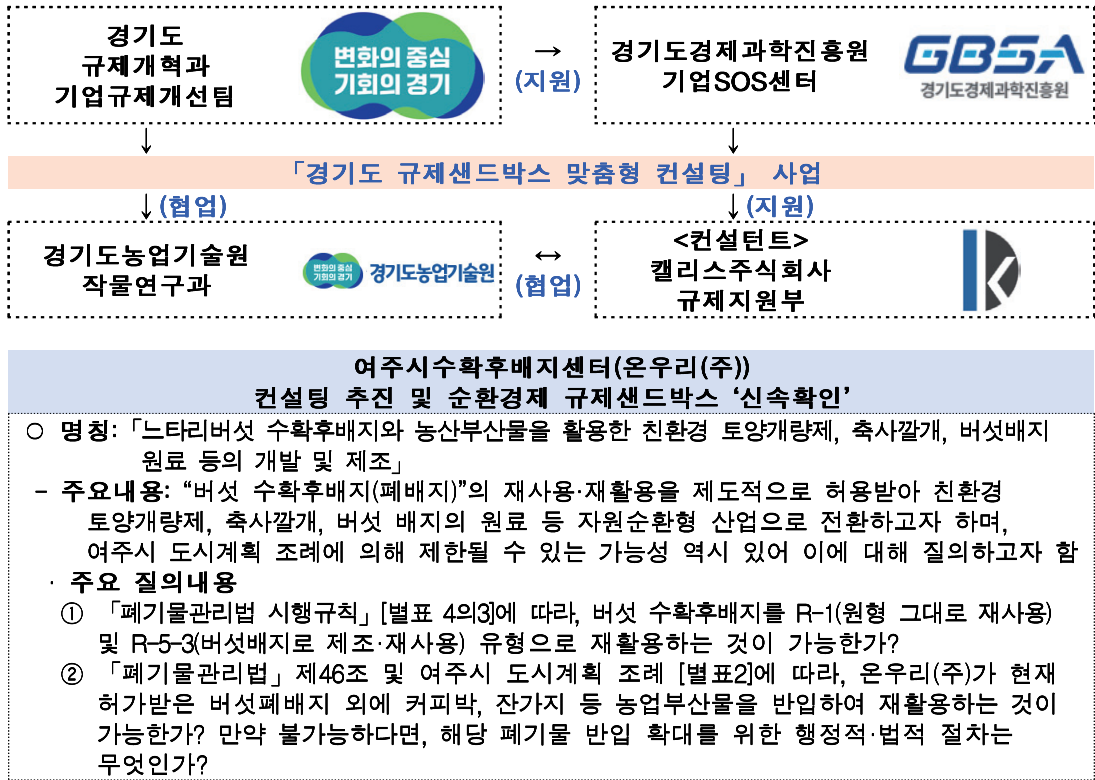 경기도
규제개혁과
기업규제개선팀
변화의 중심
기회의 경기
→
(지원)
경기도경제과학진흥원
기업SOS센터
GBSA
경기도경제과학진흥원
↓ ↓
「경기도 규제샌드박스 맞춤형 컨설팅」 사업
↓(협업) ↓(지원)
경기도농업기술원
작물연구과
변화의 중심
기회의 경기
경기도농업기술원
↔
(협업)
<컨설턴트>
캘리스주식회사
규제지원부
여주시수확후배지센터(온우리(주))
컨설팅 추진 및 순환경제 규제샌드박스 ‘신속확인’
○ 명칭:「느타리버섯 수확후배지와 농산부산물을 활용한 친환경 토양개량제, 축사깔개, 버섯배지
원료 등의 개발 및 제조」
- 주요내용: “버섯 수확후배지(폐배지)”의 재사용·재활용을 제도적으로 허용받아 친환경
토양개량제, 축사깔개, 버섯 배지의 원료 등 자원순환형 산업으로 전환하고자 하며,
여주시 도시계획 조례에 의해 제한될 수 있는 가능성 역시 있어 이에 대해 질의하고자 함
· 주요 질의내용
① 「폐기물관리법 시행규칙」[별표 4의3]에 따라, 버섯 수확후배지를 R-1(원형 그대로 재사용)
및 R-5-3(버섯배지로 제조·재사용) 유형으로 재활용하는 것이 가능한가?
② 「폐기물관리법」제46조 및 여주시 도시계획 조례 [별표2]에 따라, 온우리(주)가 현재
허가받은 버섯폐배지 외에 커피박, 잔가지 등 농업부산물을 반입하여 재활용하는 것이
가능한가? 만약 불가능하다면, 해당 폐기물 반입 확대를 위한 행정적·법적 절차는
무엇인가?